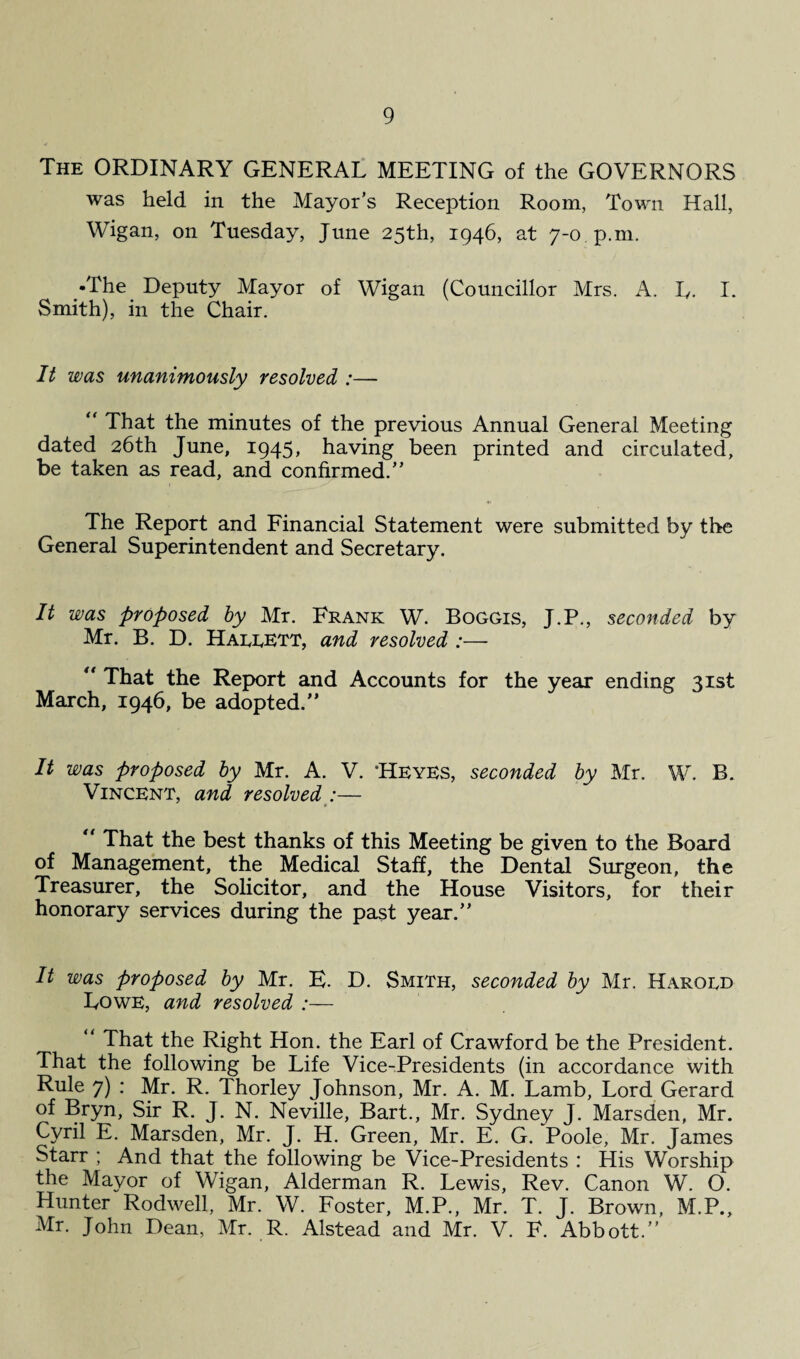 9
The ORDINARY GENERAL MEETING of the GOVERNORS
was held in the Mayor's Reception Room, Town Hall,
Wigan, on Tuesday, June 25th, 1946, at 7-0 p.m.
The Deputy Mayor of Wigan (Councillor Mrs. A. L. I.
Smith), in the Chair.
It was unanimously resolved :—
" That the minutes of the previous Annual General Meeting
dated 26th June, 1945, having been printed and circulated,
be taken as read, and confirmed."
The Report and Financial Statement were submitted by the
General Superintendent and Secretary.
It was proposed by Mr. Frank W. Boggis, J.P., seconded by
Mr. B. D. Hallett, and resolved :—
" That the Report and Accounts for the year ending 31st
March, 1946, be adopted."
It was proposed by Mr. A. V. Heyes, seconded by Mr. W. B.
Vincent, and resolved :—
" That the best thanks of this Meeting be given to the Board
of Management, the Medical Staff, the Dental Surgeon, the
Treasurer, the Solicitor, and the House Visitors, for their
honorary services during the past year."
It was proposed by Mr. E. D. Smith, seconded by Mr. Harold
Lowe, and resolved :—
" That the Right Hon. the Earl of Crawford be the President.
That the following be Life Vice-Presidents (in accordance with
Rule 7) : Mr. R. Thorley Johnson, Mr. A. M. Lamb, Lord Gerard
of Bryn, Sir R. J. N. Neville, Bart., Mr. Sydney J. Marsden, Mr.
Cyril E. Marsden, Mr. J. H. Green, Mr. E. G. Poole, Mr. James
Starr ; And that the following be Vice-Presidents : His Worship
the Mayor of Wigan, Alderman R. Lewis, Rev. Canon W. O.
Hunter Rodwell, Mr. W. Foster, M.P., Mr. T. J. Brown, M.P.,
Mr. John Dean, Mr. R. Alstead and Mr. V. F. Abbott."